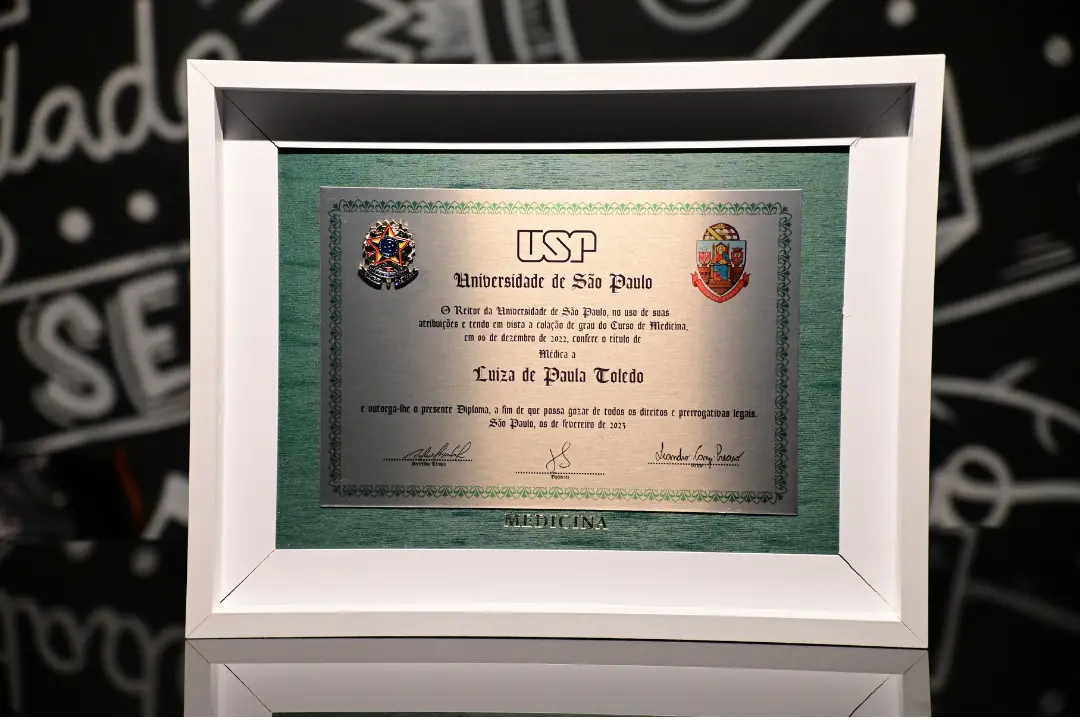 dade
SE
USP
Universidade de São Paulo
O Reitor da Universidade de São Paulo, no uso de suas
atribuições e tendo em vista a colação de grau do Curso de Medicina,
em 06 de dezembro de 2022, confere o título de
Médica a
Luiza de Paula Toledo
e outorga-lhe o presente Diploma, a fim de que possa gozar de todos os direitos e prerrogativas legais.
São Paulo, 08 de fevereiro de 2023
Diplomada
MEDICINA